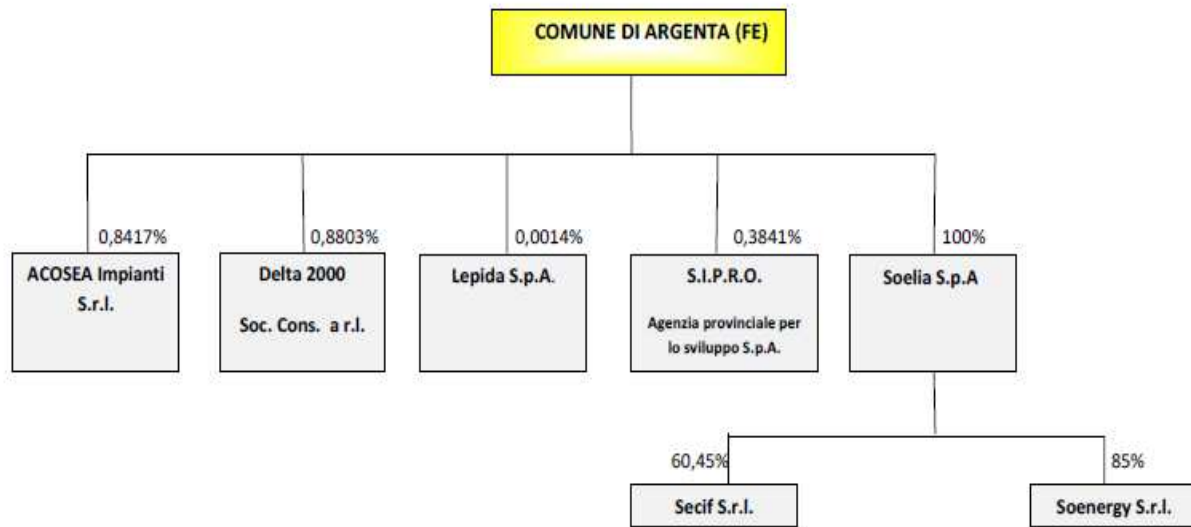 COMUNE DI ARGENTA (FE)
0,8417%
0,8803%
0,0014%
0,3841%
100%
ACOSEA Impianti
S.r.l.
Delta 2000
Soc. Cons. a r.l.
Lepida S.p.A.
S.I.P.R.O.
Agenzia provinciale per
lo sviluppo S.p.A.
Soelia S.p.A
60,45%
85%
Secif S.r.l.
Soenergy S.r.l.